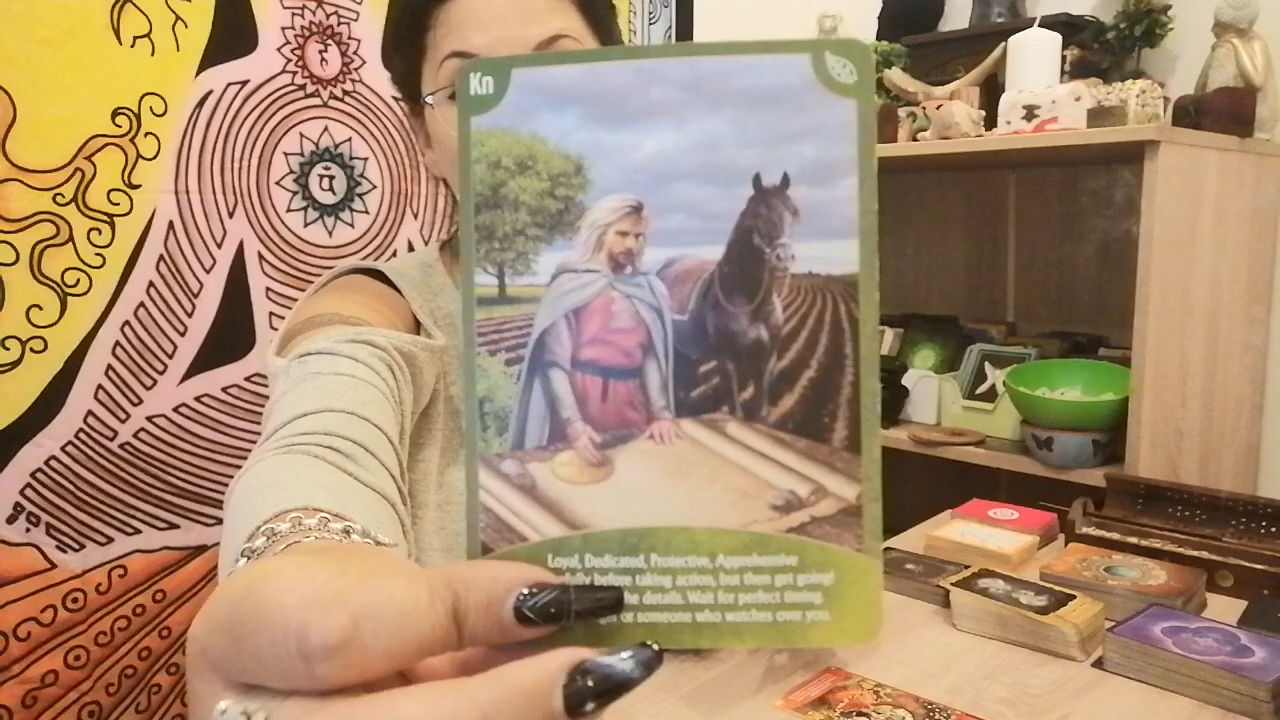 Kn
Loyal, Dedicated, Protective, Apprehensive
before taking action, but then get going!
the details. Wait for perfect timing.
or someone who watches over you.